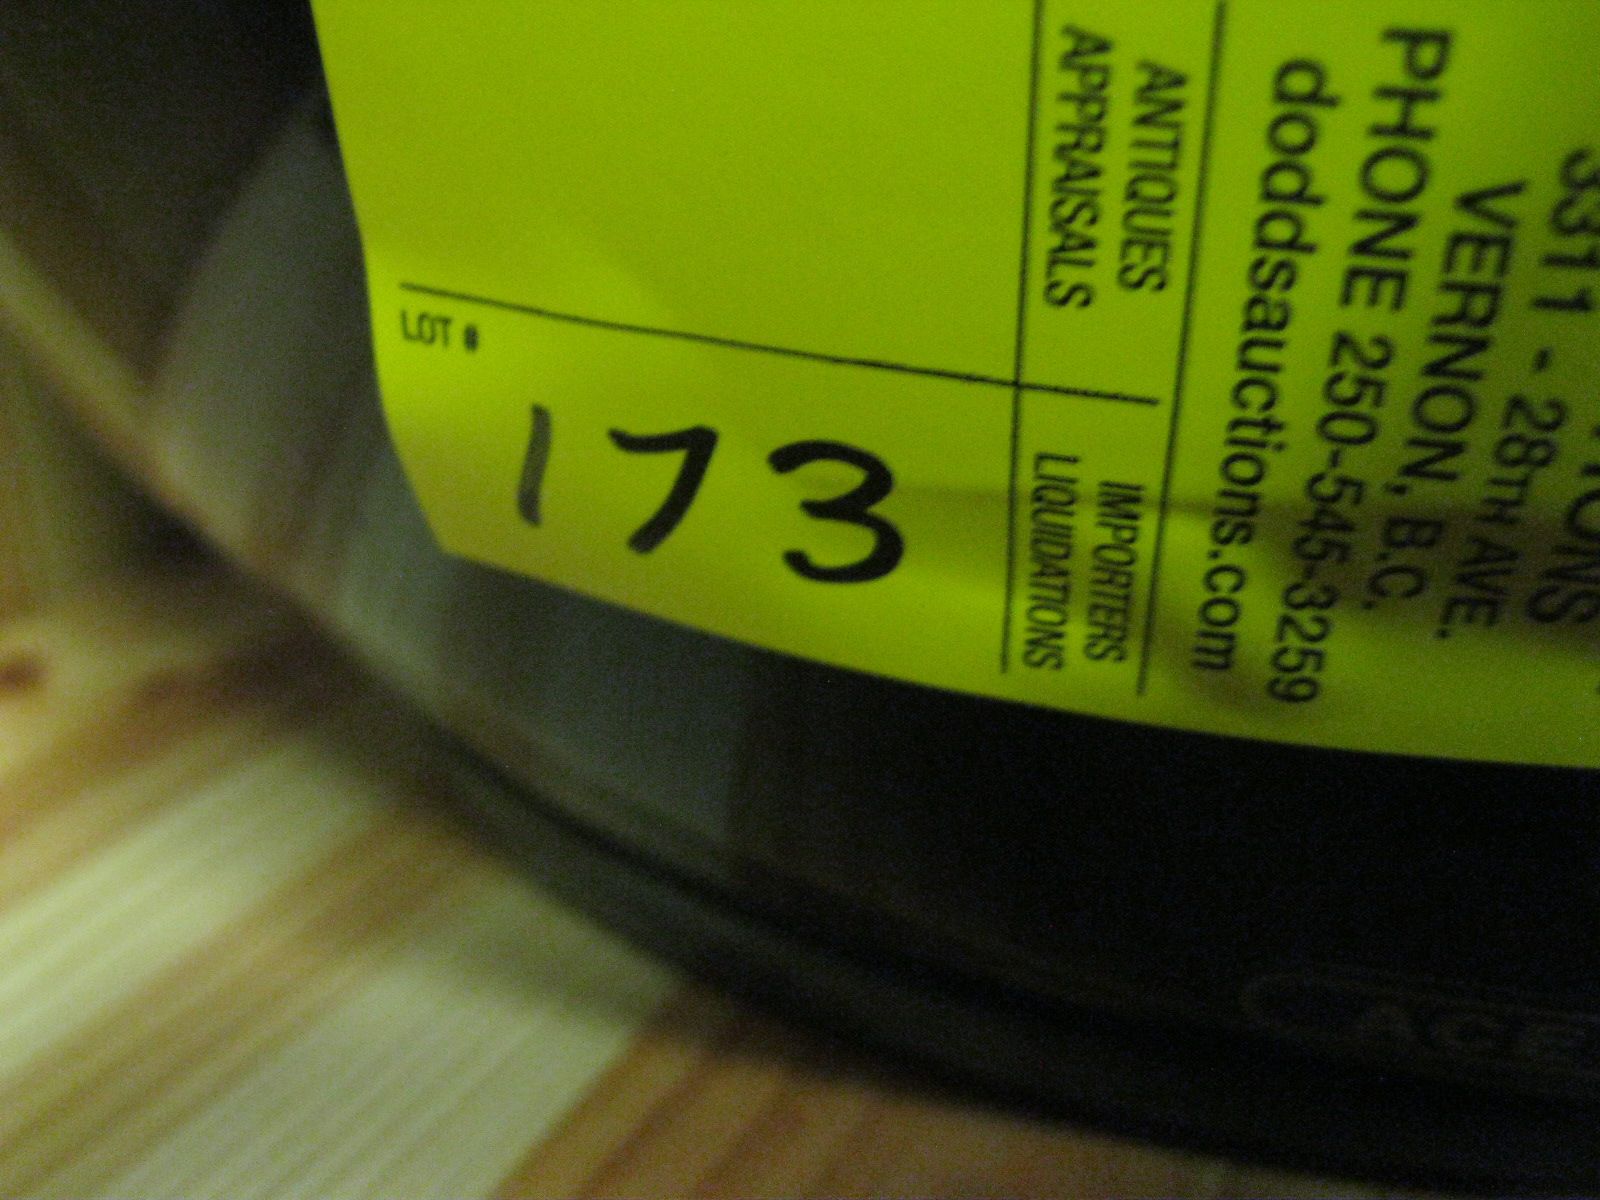 3311 - 28TH AVE.
VERNON, B.C.
PHONE 250-545-3259
doddsauctions.com
ANTIQUES
APPRAISALS
IMPORTERS
LIQUIDATIONS
LOT #
173